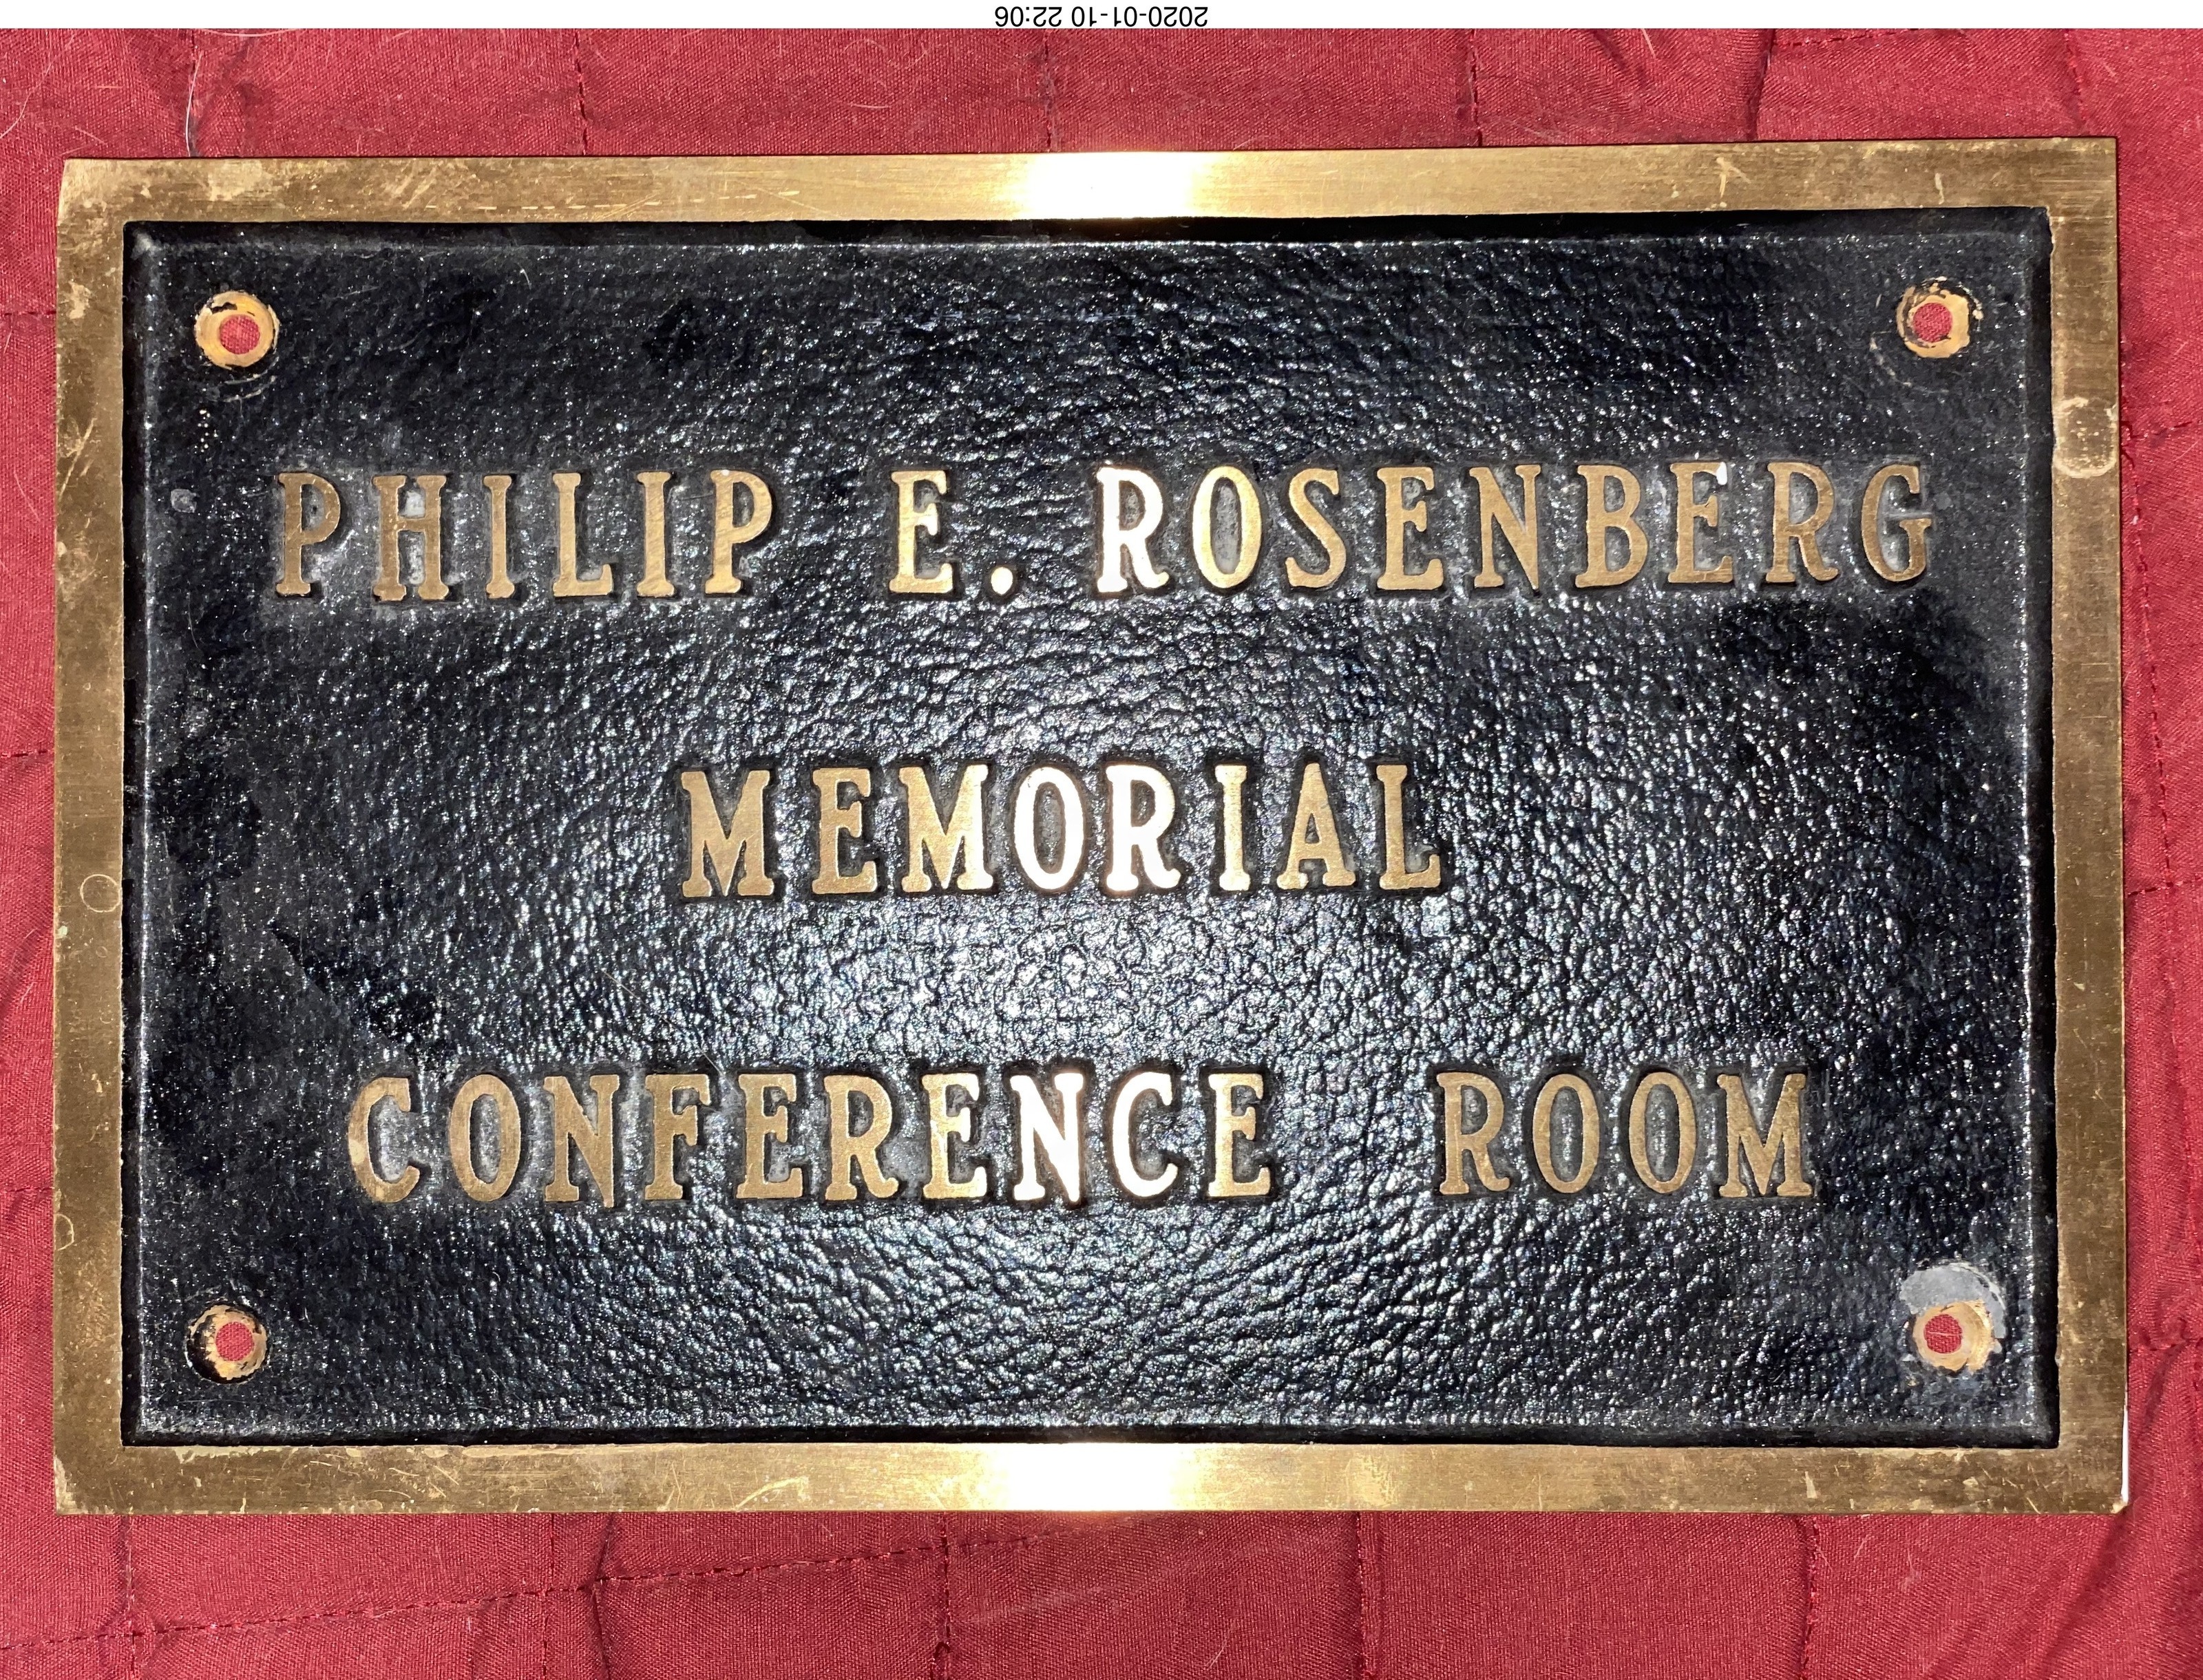 2020-01-10 22:06
PHILIP E. ROSENBERG
MEMORIAL
CONFERENCE ROOM